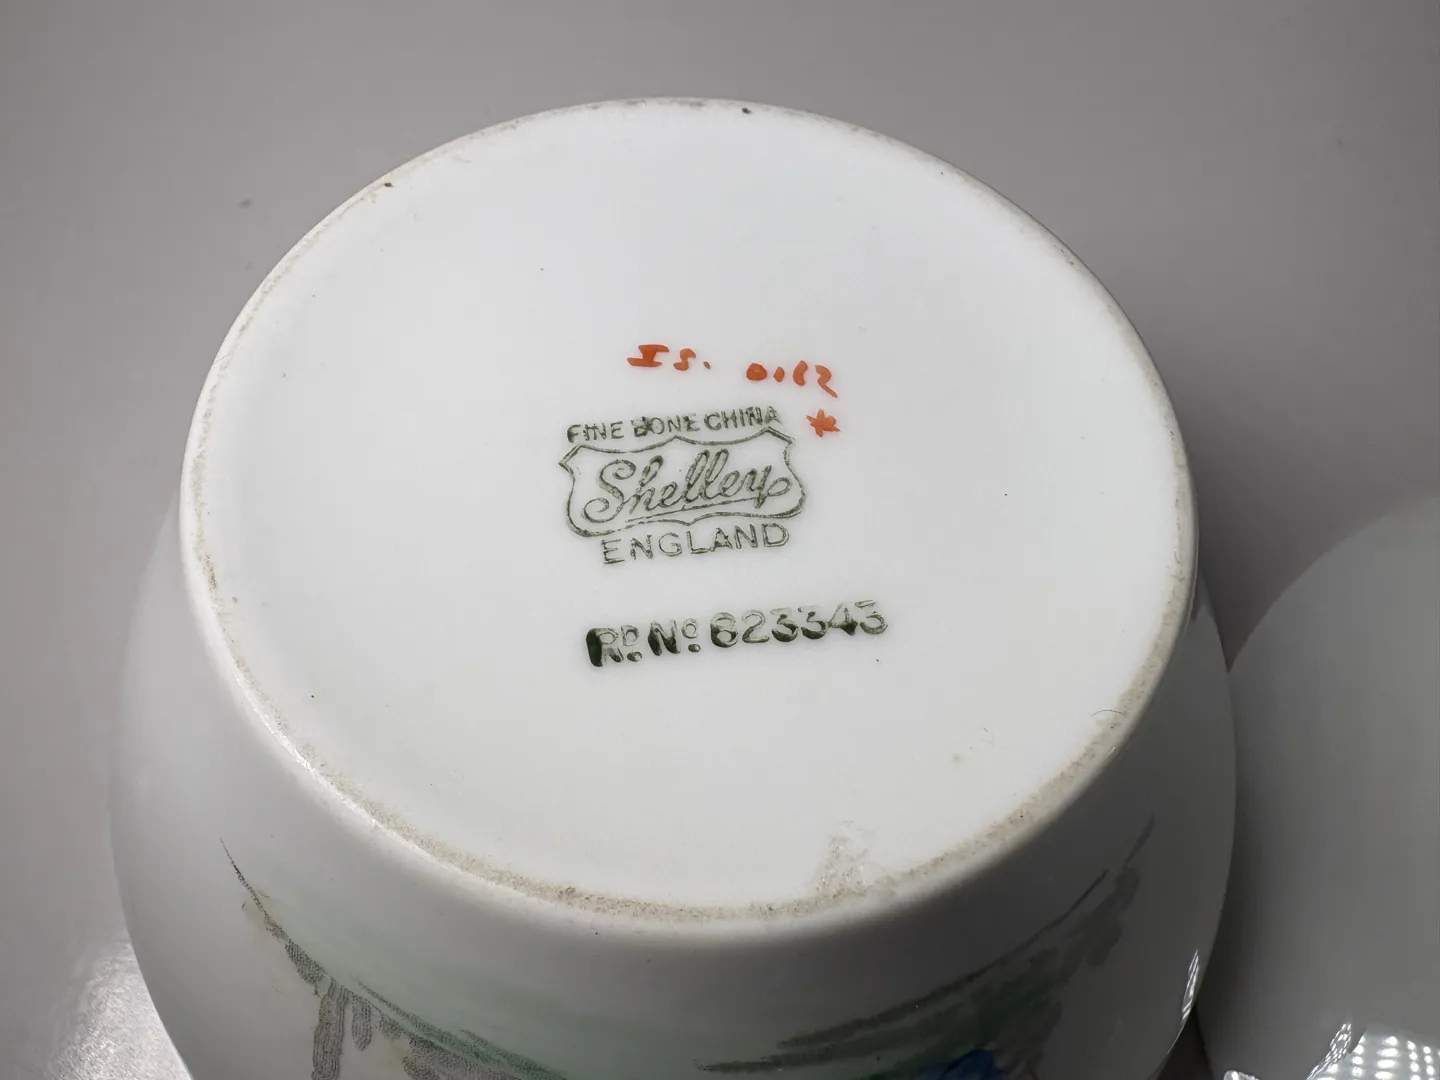 FINE BONE CHINA
Shelley
ENGLAND
RD. No. 823343